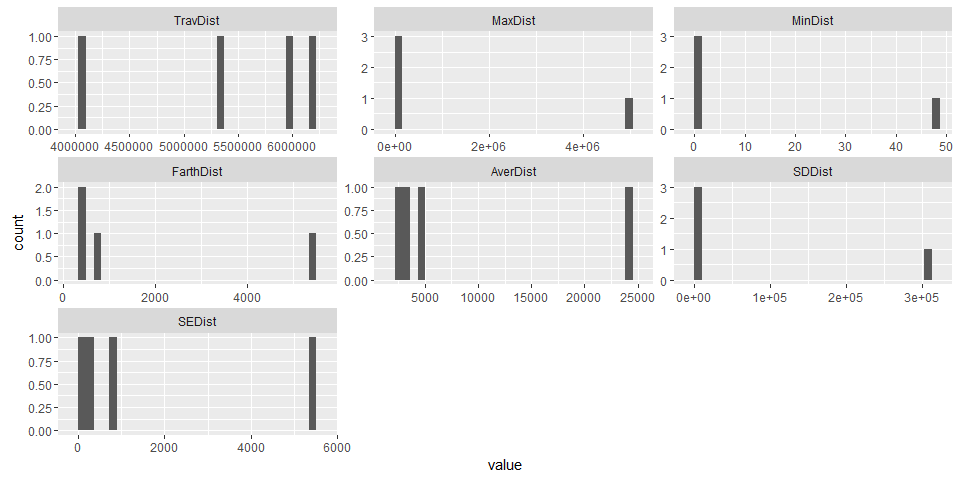 TravDist MaxDist MinDist
1.00 3 3
0.75
0.50 2 2
0.25 1 1
0.00 0 0
4000000 4500000 5000000 5500000 6000000 0e+00 2e+06 4e+06 0 10 20 30 40 50
FarthDist AverDist SDDist
2.0 1.00 3
1.5 0.75 2
1.0 0.50
0.5 0.25 1
0.0 0.00 0
0 2000 4000 5000 10000 15000 20000 25000 0e+00 1e+05 2e+05 3e+05
SEDist
1.00
0.75
0.50
0.25
0.00
0 2000 4000 6000
count
value